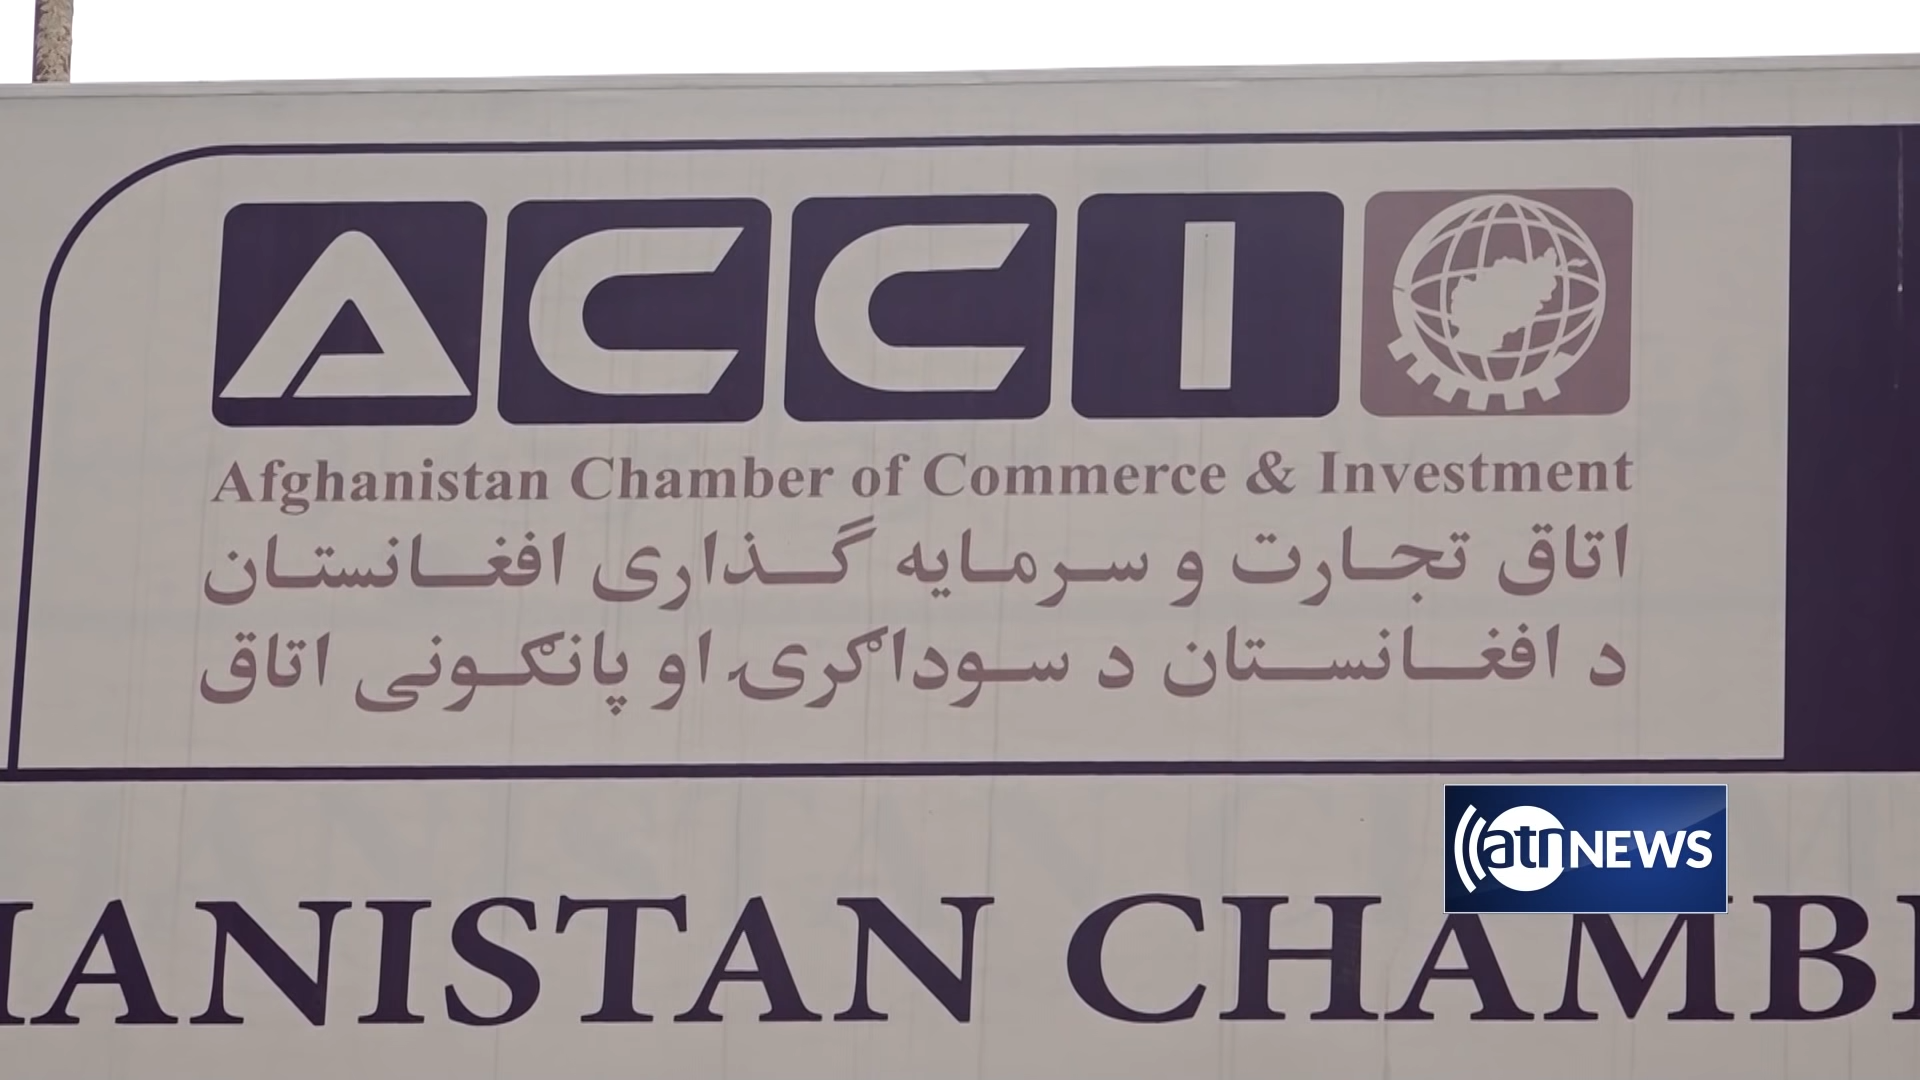 ACCI
Afghanistan Chamber of Commerce & Investment
اتاق تجارت و سرمایه گذاری افغانستان
د افغانستان د سوداګرۍ او پانګونې اتاق
atn NEWS
HANISTAN CHAMB